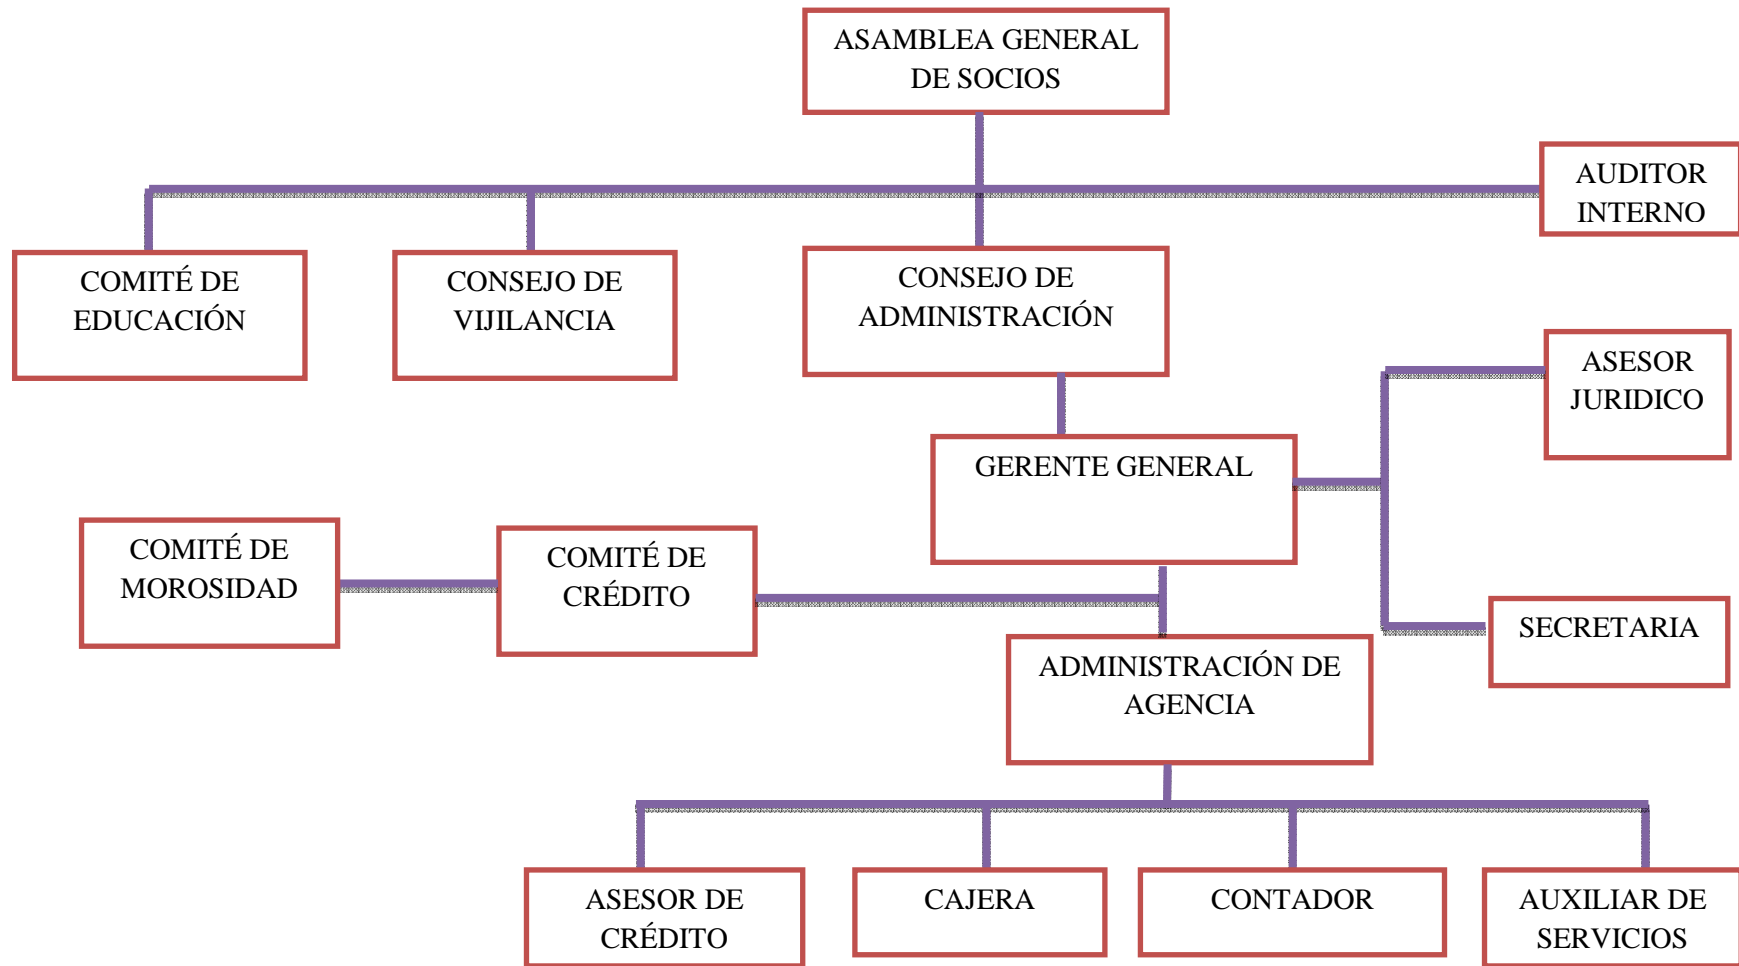 ASAMBLEA GENERAL
DE SOCIOS
AUDITOR
INTERNO
COMITÉ DE
EDUCACIÓN
CONSEJO DE
VIJILANCIA
CONSEJO DE
ADMINISTRACIÓN
ASESOR
JURIDICO
GERENTE GENERAL
COMITÉ DE
MOROSIDAD
COMITÉ DE
CRÉDITO
SECRETARIA
ADMINISTRACIÓN DE
AGENCIA
ASESOR DE
CRÉDITO
CAJERA
CONTADOR
AUXILIAR DE
SERVICIOS